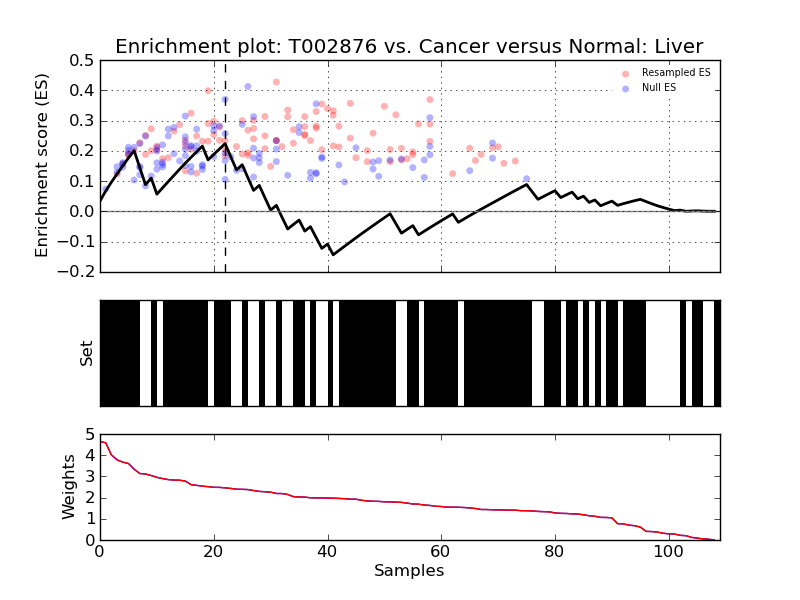 Enrichment plot: T002876 vs. Cancer versus Normal: Liver
Enrichment score (ES)
0.5
0.4
0.3
0.2
0.1
0.0
−0.1
−0.2
Resampled ES
Null ES
Set
Weights
5
4
3
2
1
0
0
20
40
60
80
100
Samples